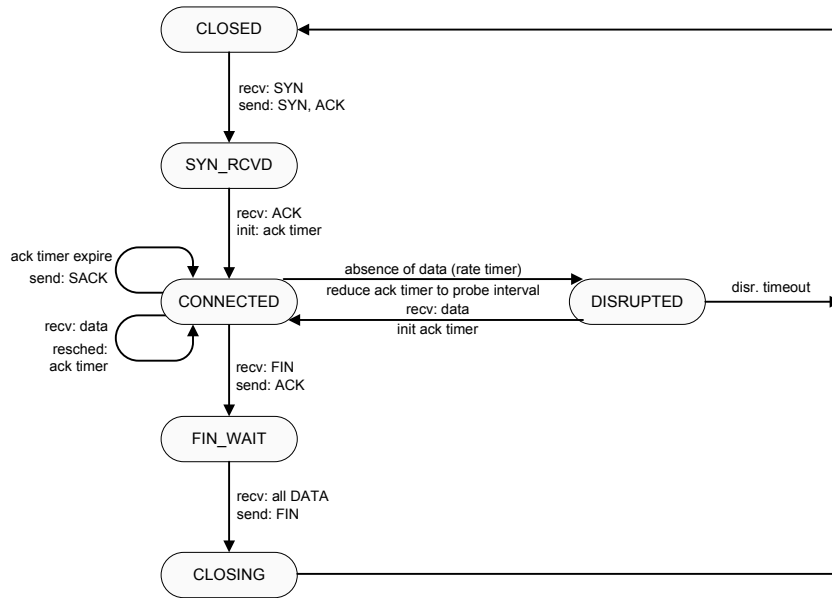 CLOSED
recv: SYN
send: SYN, ACK
SYN_RCVD
recv: ACK
init: ack timer
ack timer expire
send: SACK
absence of data (rate timer)
CONNECTED
reduce ack timer to probe interval
DISRUPTED
disr. timeout
recv: data
init ack timer
recv: data
resched:
ack timer
recv: FIN
send: ACK
FIN_WAIT
recv: all DATA
send: FIN
CLOSING